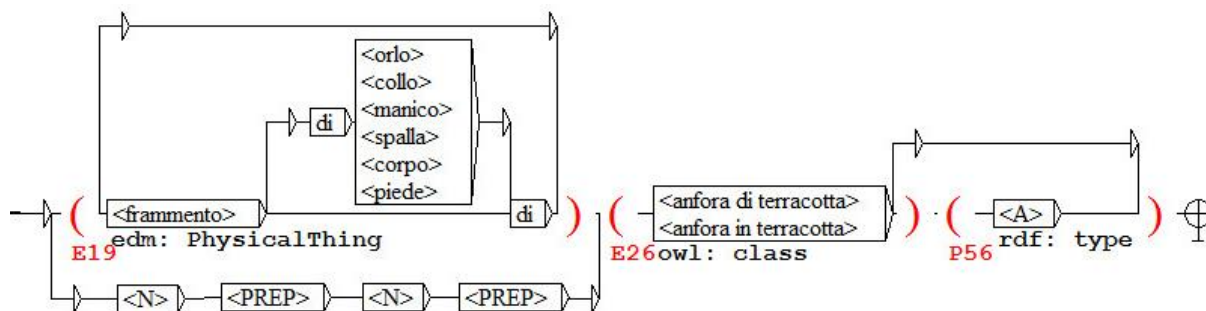 <orlo>
<collo>
<manico>
di
<spalla>
<corpo>
<piede>
( <frammento> di ) ( <anfora di terracotta> ) ( <A> )
<anfora in terracotta>
edm: PhysicalThing
rdf: type
E19 E26 owl: class P56
<N> <PREP> <N> <PREP>